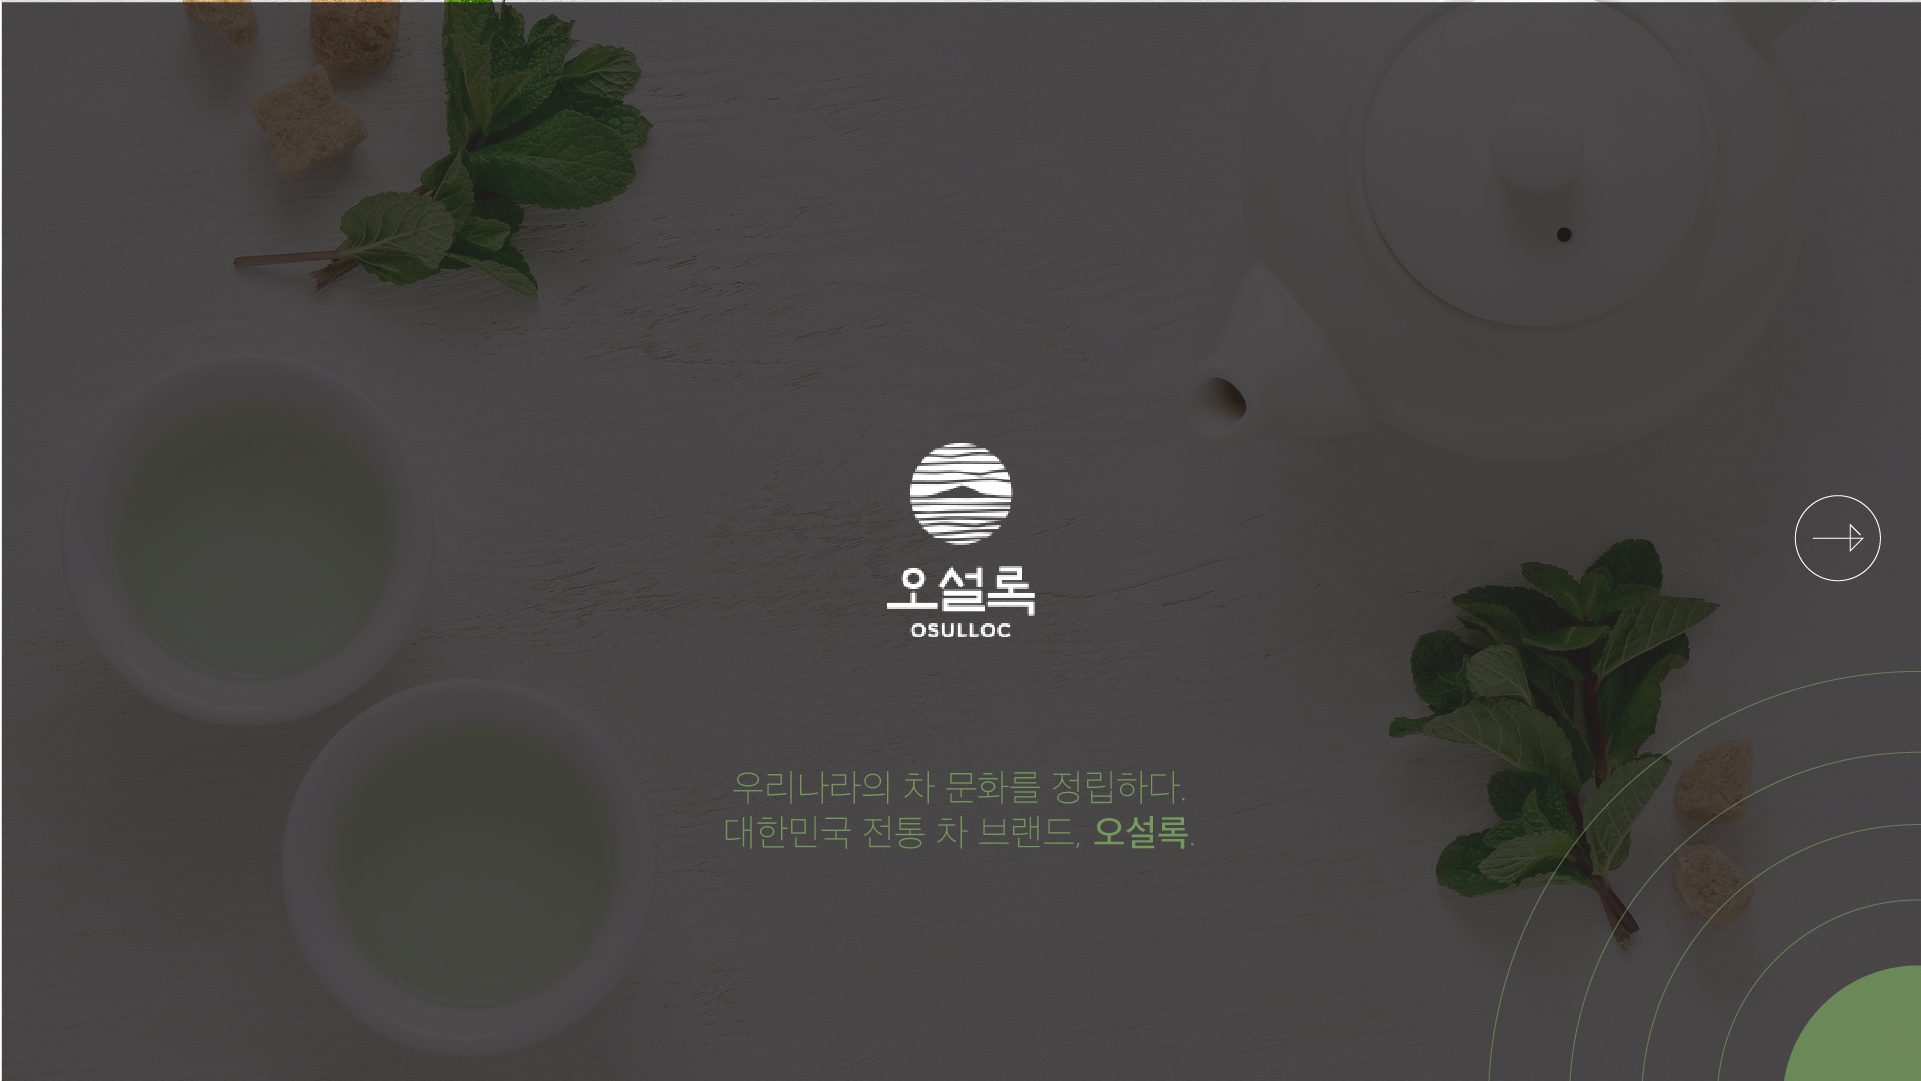 오설록
OSULLOC
우리나라의 차 문화를 정립하다.
대한민국 전통 차 브랜드, 오설록.